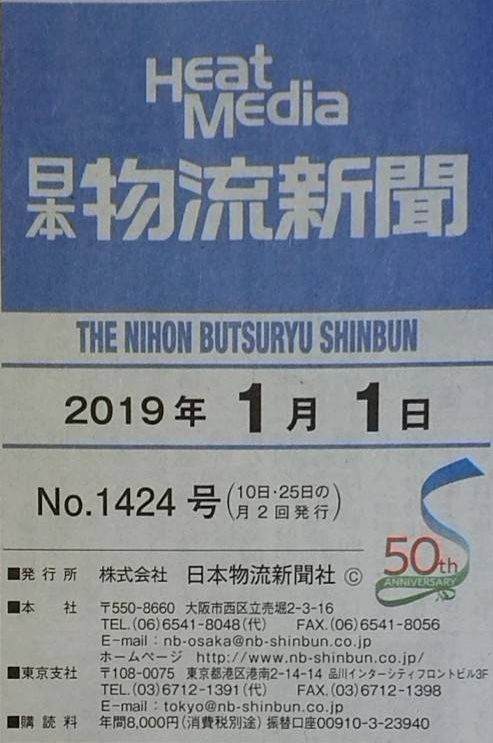 Heat
Media
日本 物流新聞
THE NIHON BUTSURYU SHINBUN
2019年 1月 1日
No.1424 号(10日・25日の
月2回発行)
50th
ANNIVERSARY
■発行所 株式会社 日本物流新聞社 ©
■本 社 〒550-8660 大阪市西区立売堀2-3-16
TEL.(06)6541-8048(代) FAX.(06)6541-8056
E-mail:nb-osaka@nb-shinbun.co.jp
ホームページ http://www.nb-shinbun.co.jp/
■東京支社 〒108-0075 東京都港区港南2-14-14 品川インターシティフロントビル3F
TEL.(03)6712-1391(代) FAX.(03)6712-1398
E-mail:tokyo@nb-shinbun.co.jp
■購読料 年間8,000円(消費税別途) 振替口座00910-3-23940